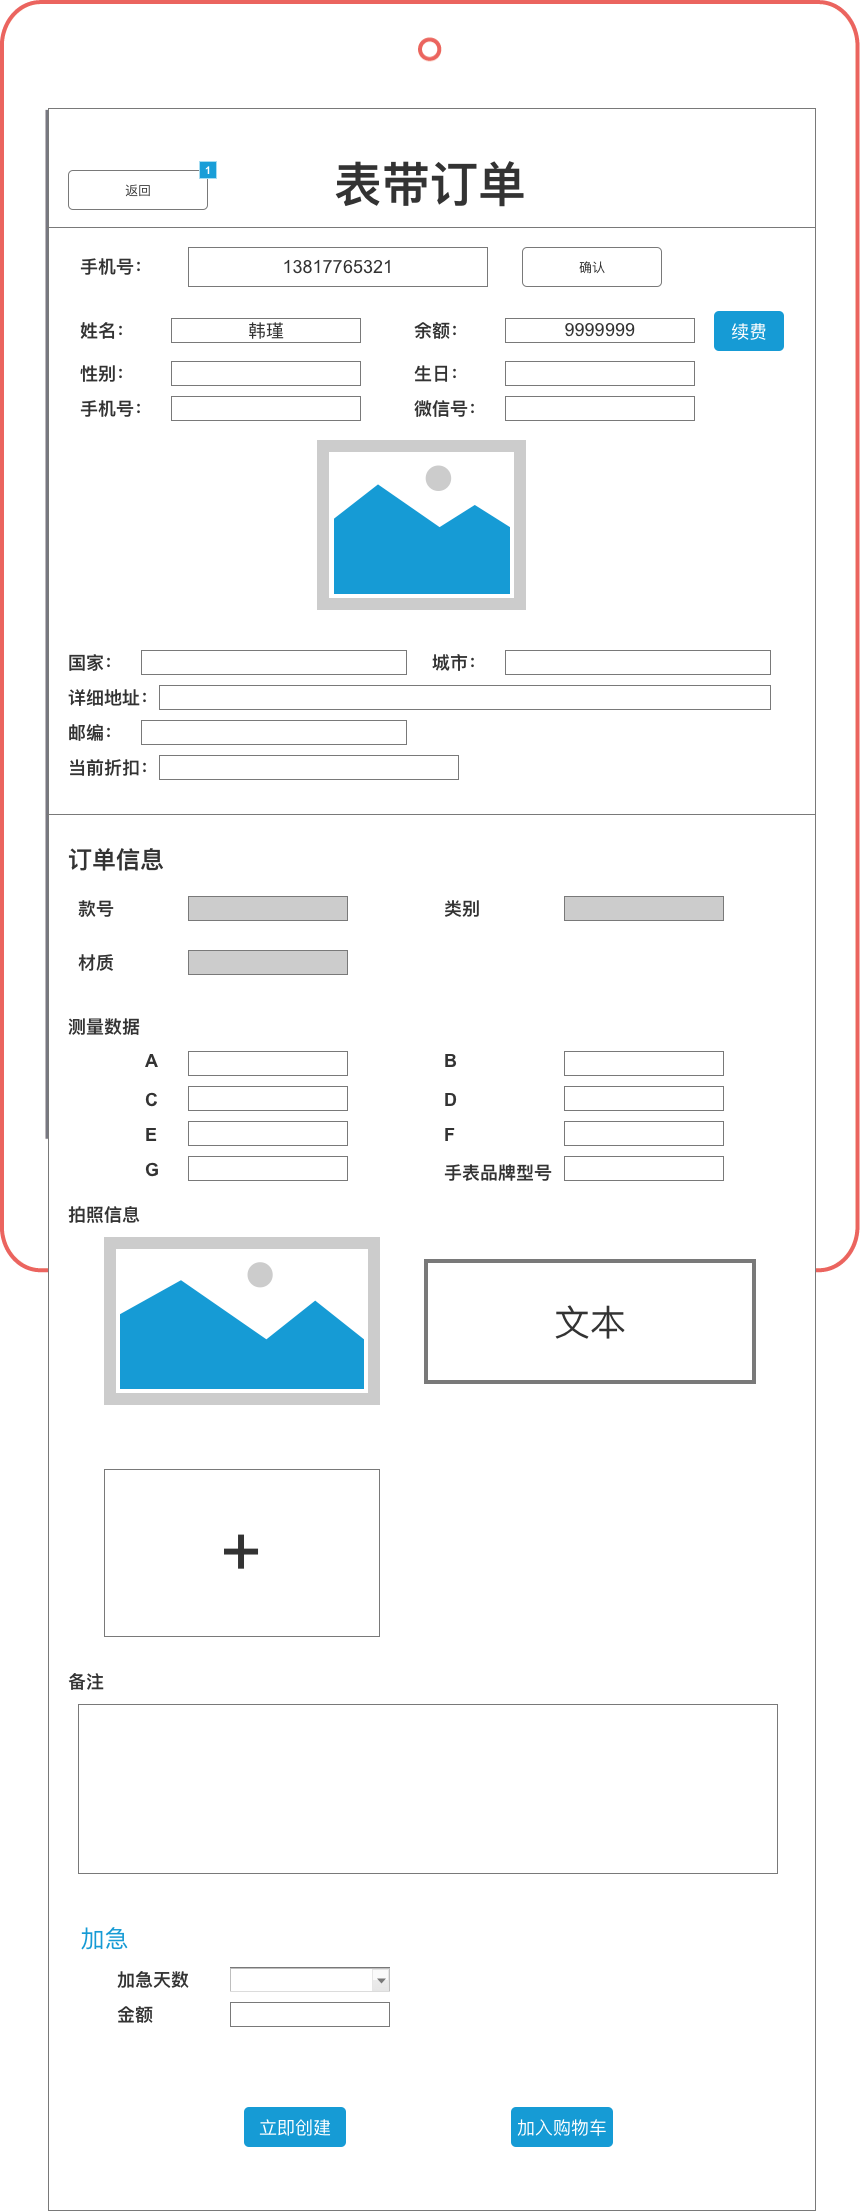 返回
1
表带订单
手机号：
13817765321
确认
姓名：
韩瑾
余额：
9999999
续费
性别：
生日：
手机号：
微信号：
国家：
城市：
详细地址：
邮编：
当前折扣：
订单信息
款号
类别
材质
测量数据
A
B
C
D
E
F
G
手表品牌型号
拍照信息
文本
+
备注
加急
加急天数
金额
立即创建
加入购物车